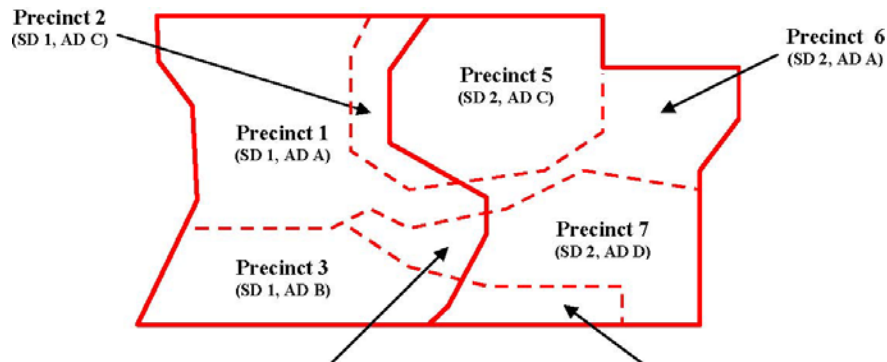 Precinct 2
(SD 1, AD C)
Precinct 6
(SD 2, AD A)
Precinct 5
(SD 2, AD C)
Precinct 1
(SD 1, AD A)
Precinct 7
(SD 2, AD D)
Precinct 3
(SD 1, AD B)